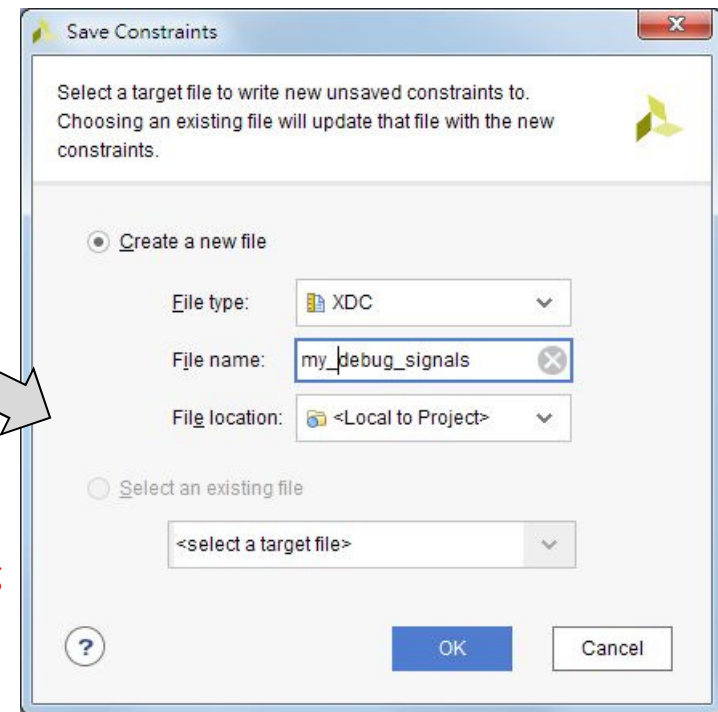 Save Constraints
Select a target file to write new unsaved constraints to.
Choosing an existing file will update that file with the new
constraints.
Create a new file
File type: XDC
File name: my_debug_signals
File location: <Local to Project>
Select an existing file
<select a target file>
?
OK Cancel